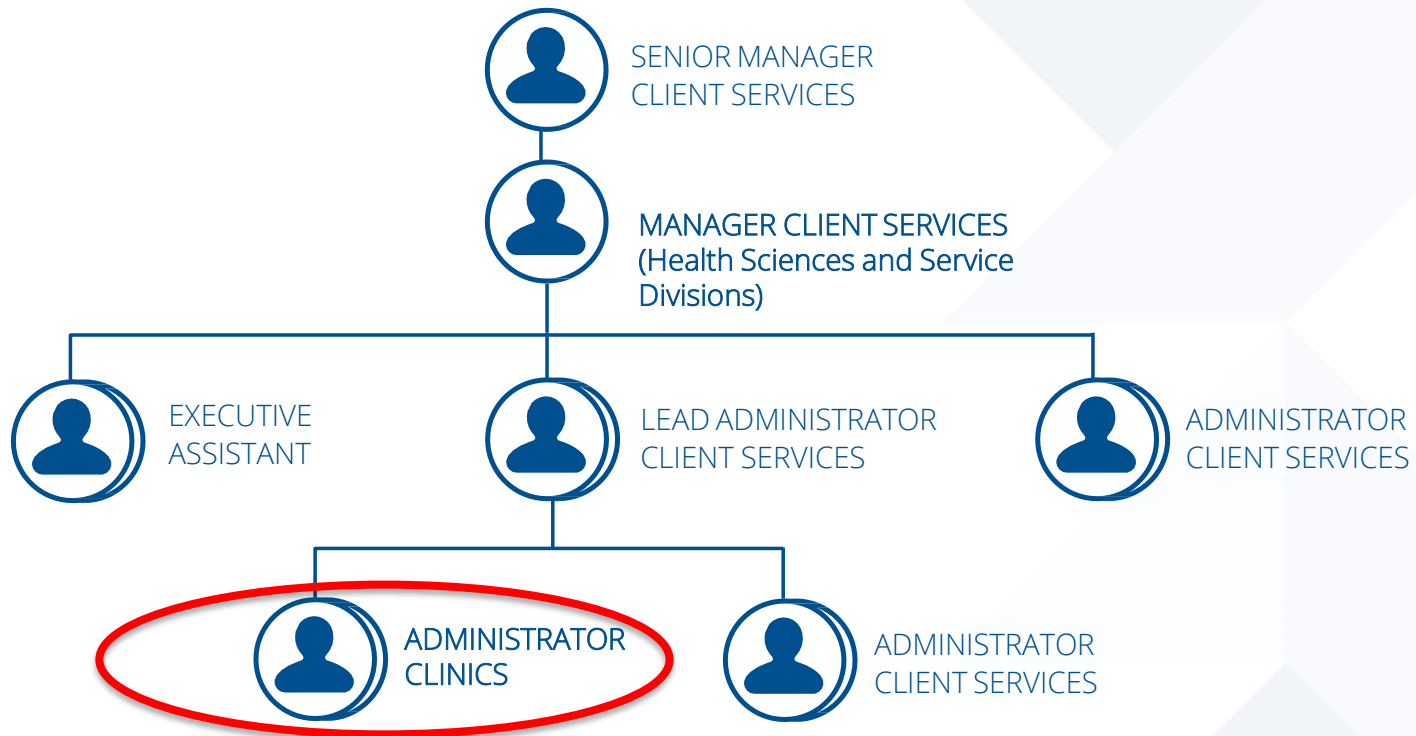 SENIOR MANAGER
CLIENT SERVICES
MANAGER CLIENT SERVICES
(Health Sciences and Service
Divisions)
EXECUTIVE
ASSISTANT
LEAD ADMINISTRATOR
CLIENT SERVICES
ADMINISTRATOR
CLIENT SERVICES
ADMINISTRATOR
CLINICS
ADMINISTRATOR
CLIENT SERVICES